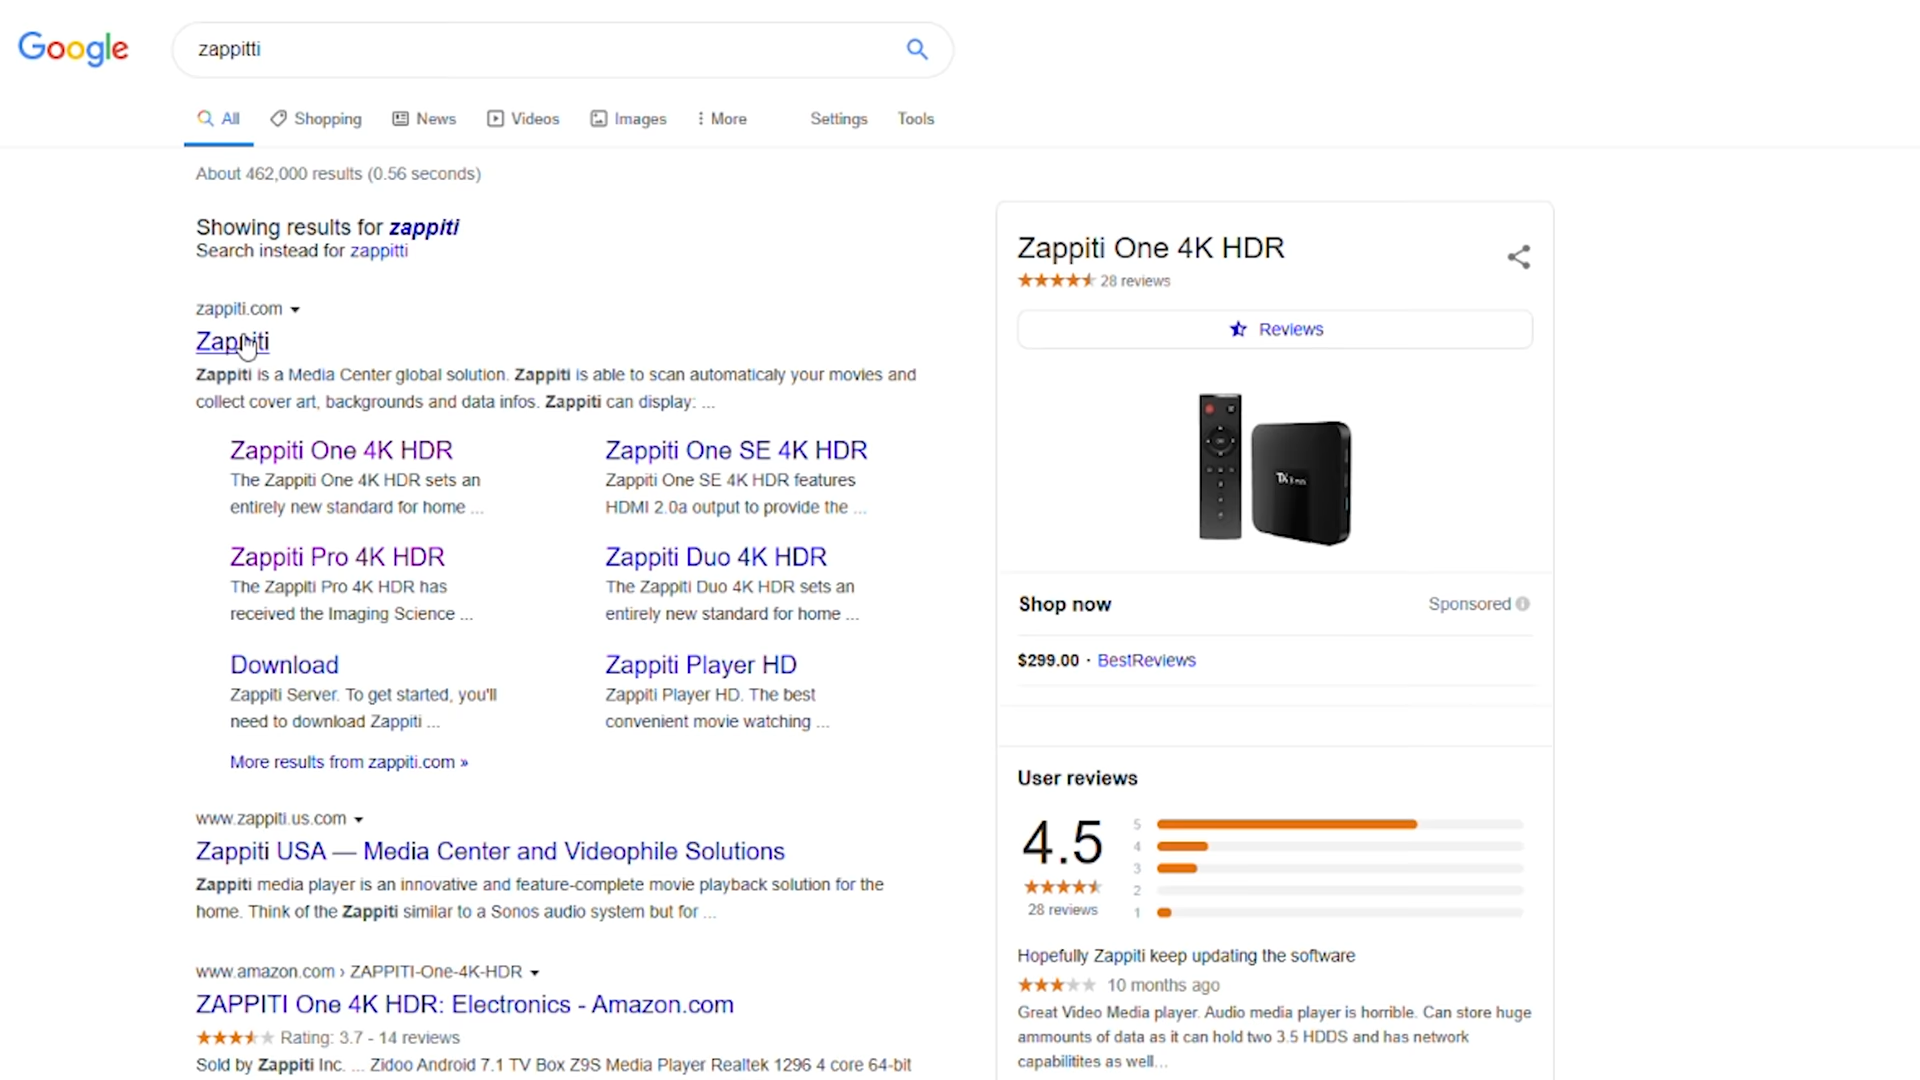 Google
zappitti
All
Shopping
News
Videos
Images
More
Settings
Tools
About 462,000 results (0.56 seconds)
Showing results for zappiti
Search instead for zappitti
zappiti.com
Zappiti
Zappiti is a Media Center global solution. Zappiti is able to scan automaticaly your movies and
collect cover art, backgrounds and data infos. Zappiti can display: ...
Zappiti One 4K HDR
The Zappiti One 4K HDR sets an
entirely new standard for home ...
Zappiti One SE 4K HDR
Zappiti One SE 4K HDR features
HDMI 2.0a output to provide the ...
Zappiti Pro 4K HDR
The Zappiti Pro 4K HDR has
received the Imaging Science ...
Zappiti Duo 4K HDR
The Zappiti Duo 4K HDR sets an
entirely new standard for home ...
Download
Zappiti Server. To get started, you'll
need to download Zappiti ...
Zappiti Player HD
Zappiti Player HD. The best
convenient movie watching ...
More results from zappiti.com »
www.zappiti.us.com
Zappiti USA — Media Center and Videophile Solutions
Zappiti media player is an innovative and feature-complete movie playback solution for the
home. Think of the Zappiti similar to a Sonos audio system but for ...
www.amazon.com › ZAPPITI-One-4K-HDR
ZAPPITI One 4K HDR: Electronics - Amazon.com
Rating: 3.7 - 14 reviews
Sold by Zappiti Inc. ... Zidoo Android 7.1 TV Box Z9S Media Player Realtek 1296 4 core 64-bit
Zappiti One 4K HDR
28 reviews
Reviews
Shop now
Sponsored
$299.00 · BestReviews
User reviews
4.5
28 reviews
5
4
3
2
1
Hopefully Zappiti keep updating the software
10 months ago
Great Video Media player. Audio media player is horrible. Can store huge
ammounts of data as it can hold two 3.5 HDDS and has network
capabilitites as well...